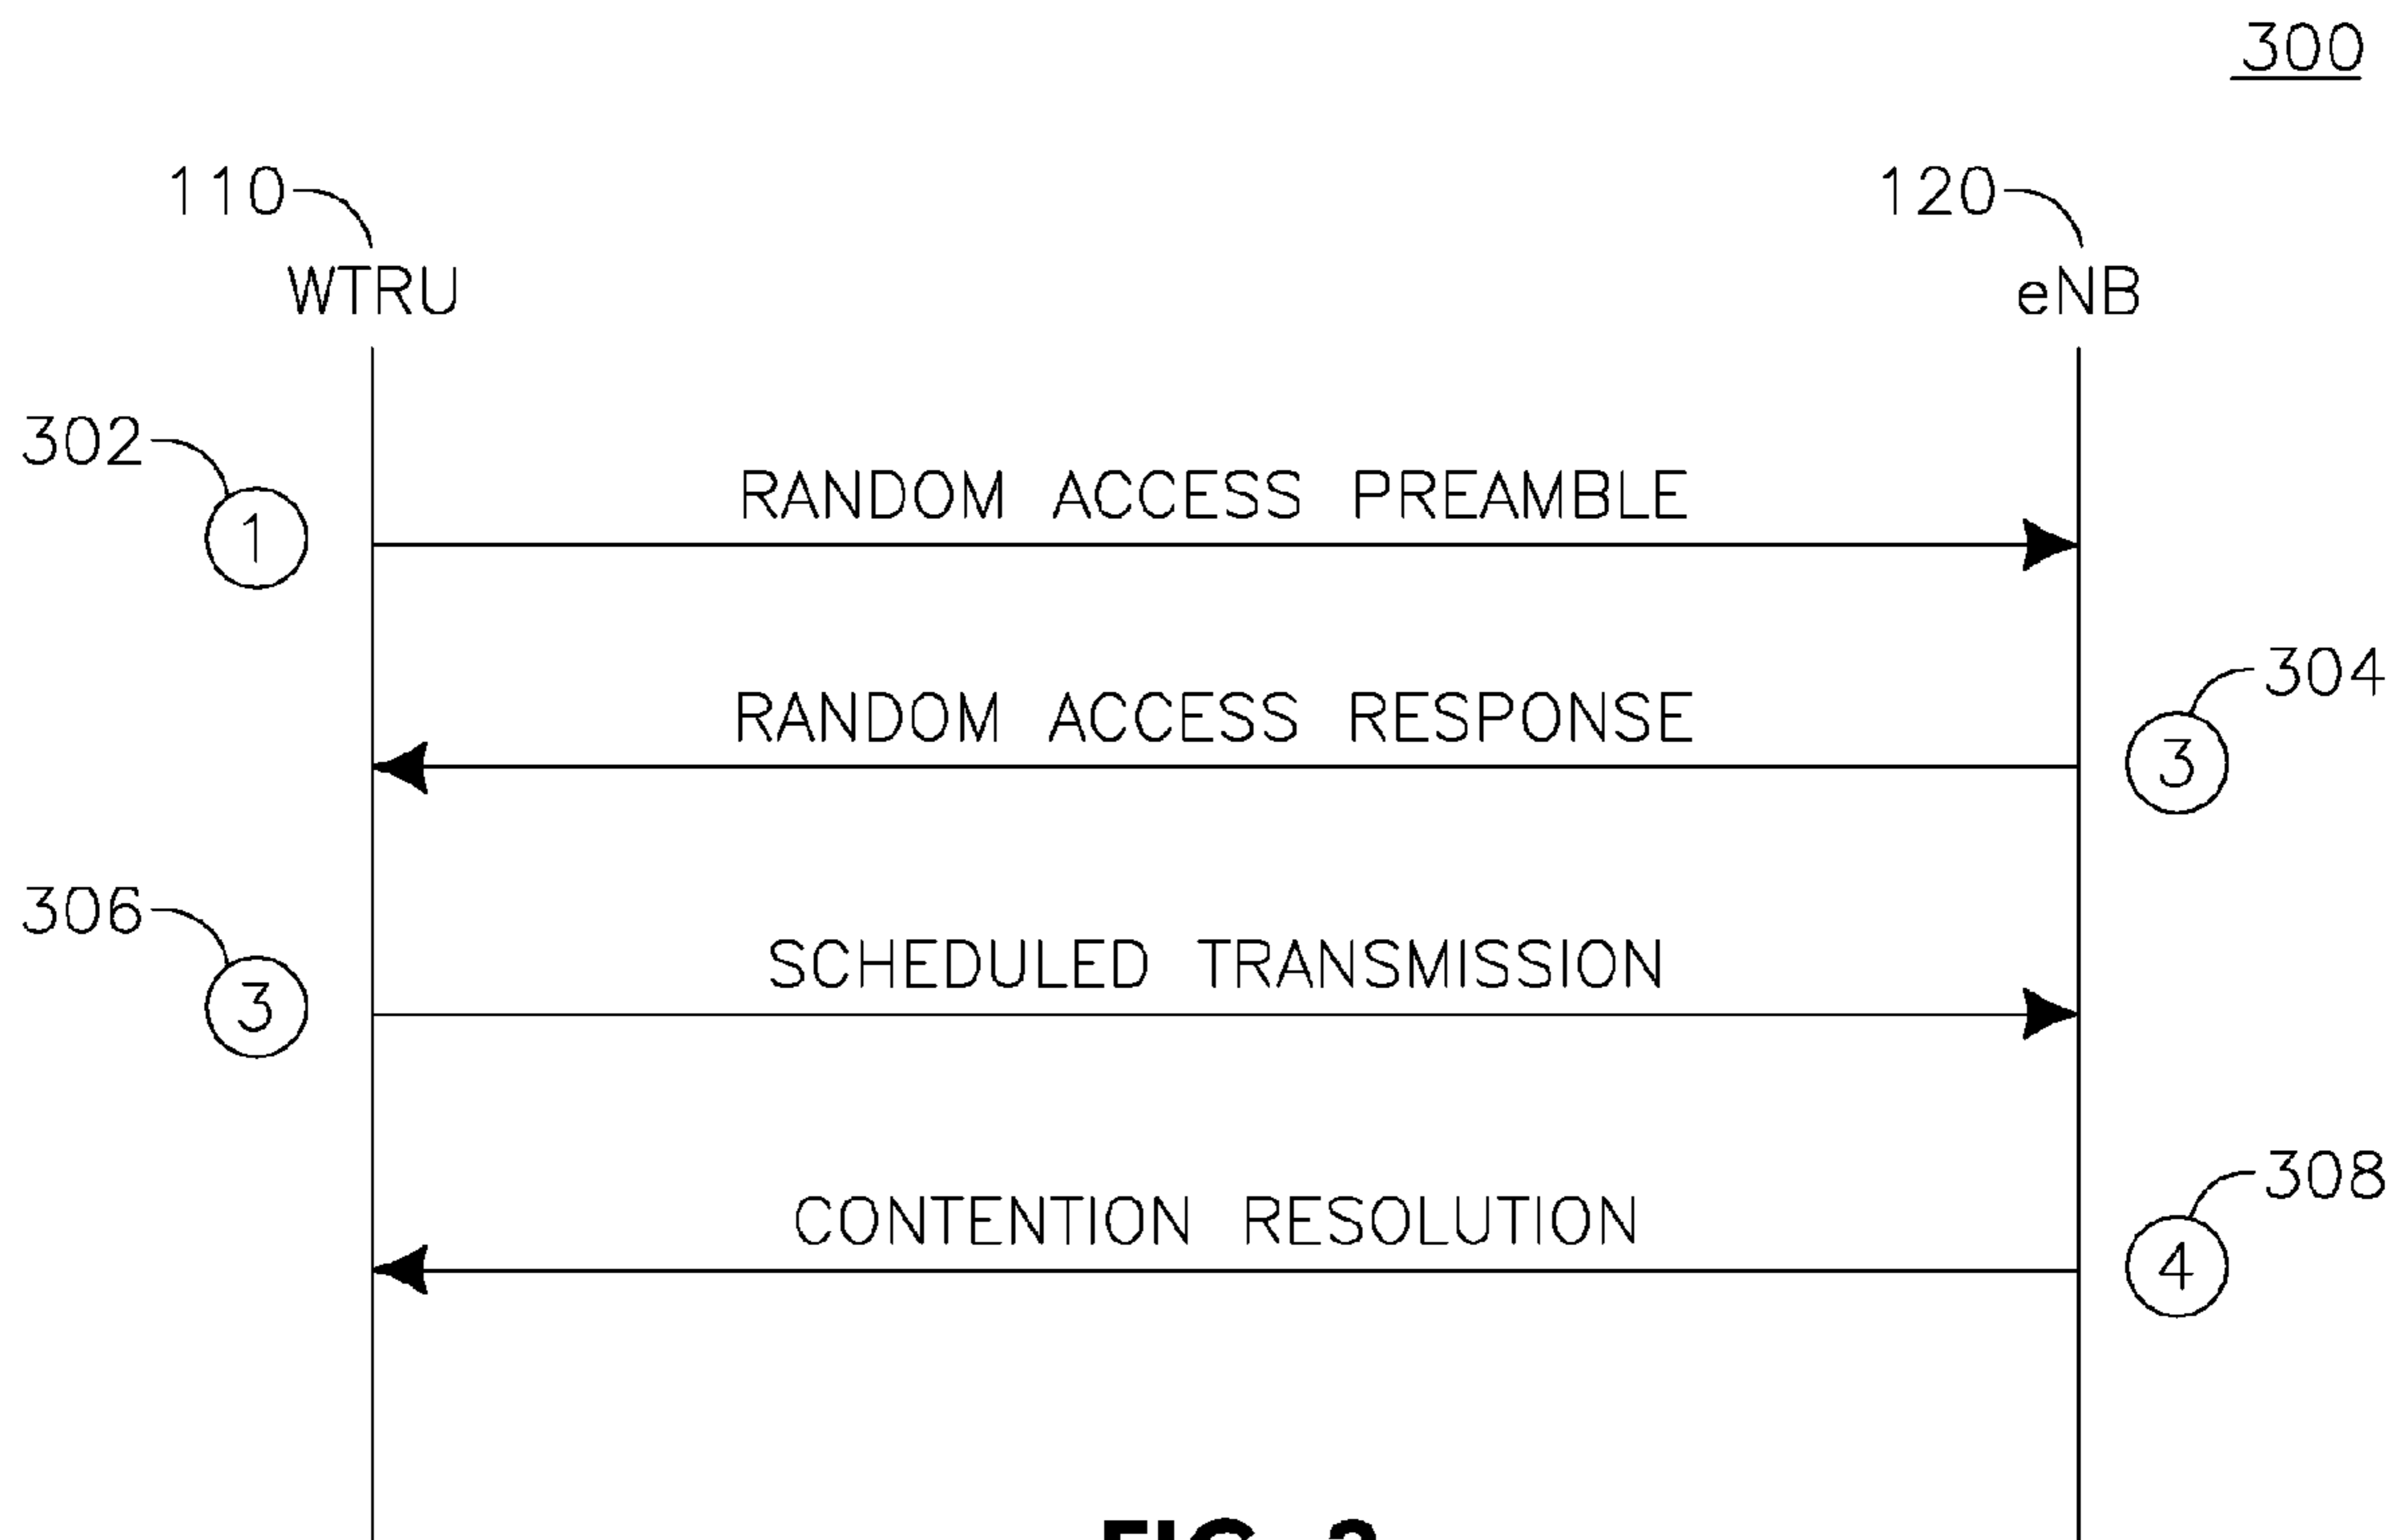 300
110
120
WTRU
eNB
302
1
RANDOM ACCESS PREAMBLE
304
RANDOM ACCESS RESPONSE
3
306
SCHEDULED TRANSMISSION
3
308
CONTENTION RESOLUTION
4
FIG.